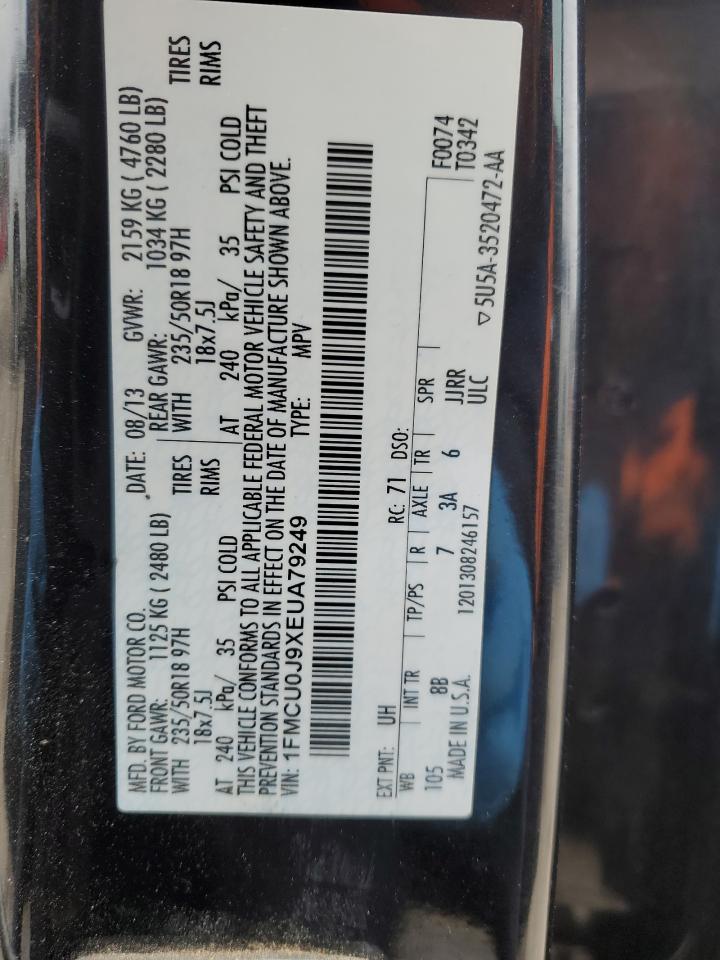 MFD. BY FORD MOTOR CO. DATE: 08/13 GVWR: 2159 KG ( 4760 LB)
FRONT GAWR: 1125 KG ( 2480 LB) REAR GAWR: 1034 KG ( 2280 LB)
WITH 235/50R18 97H TIRES WITH 235/50R18 97H TIRES
18x7.5J RIMS 18x7.5J RIMS
AT 240 kPa/ 35 PSI COLD AT 240 kPa/ 35 PSI COLD
THIS VEHICLE CONFORMS TO ALL APPLICABLE FEDERAL MOTOR VEHICLE SAFETY AND THEFT
PREVENTION STANDARDS IN EFFECT ON THE DATE OF MANUFACTURE SHOWN ABOVE.
VIN: 1FMCU0J9XEUA79249 TYPE: MPV
EXT PNT: UH RC: 71 DSO: F0074
WB INT TR TP/PS R AXLE TR SPR T0342
105 8B 7 3A 6 JJRR
MADE IN U.S.A. 1201308246157 ULC ▽5U5A-3520472-AA